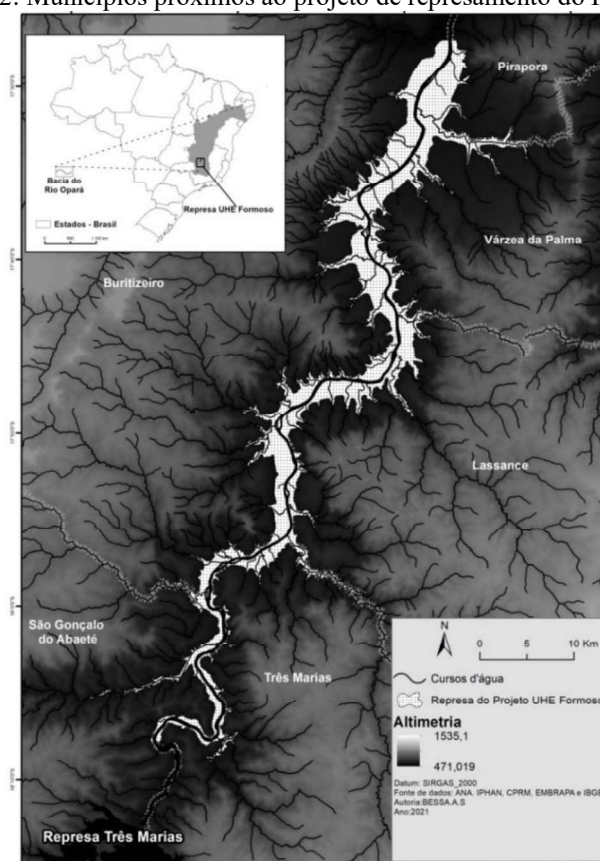 2: Municípios próximos ao projeto de represamento do
Pirapora
Bacia do
Rio Opará
Represa UHE Formoso
Estados - Brasil
Várzea da Palma
Buritizeiro
Lassance
São Gonçalo
do Abaeté
Três Marias
N
0 5 10 Km
Cursos d'água
Represa do Projeto UHE Formoso
Altimetria
1535,1
471,019
Datum: SIRGAS_2000
Fonte de dados: ANA, IPHAN, CPRM, EMBRAPA e IBGE
Autoria:BESSA.A.S
Ano:2021
Represa Três Marias